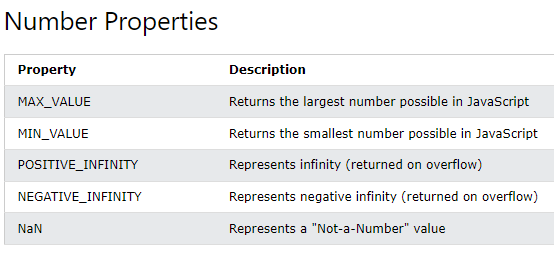 Number Properties
Property Description
MAX_VALUE Returns the largest number possible in JavaScript
MIN_VALUE Returns the smallest number possible in JavaScript
POSITIVE_INFINITY Represents infinity (returned on overflow)
NEGATIVE_INFINITY Represents negative infinity (returned on overflow)
NaN Represents a "Not-a-Number" value